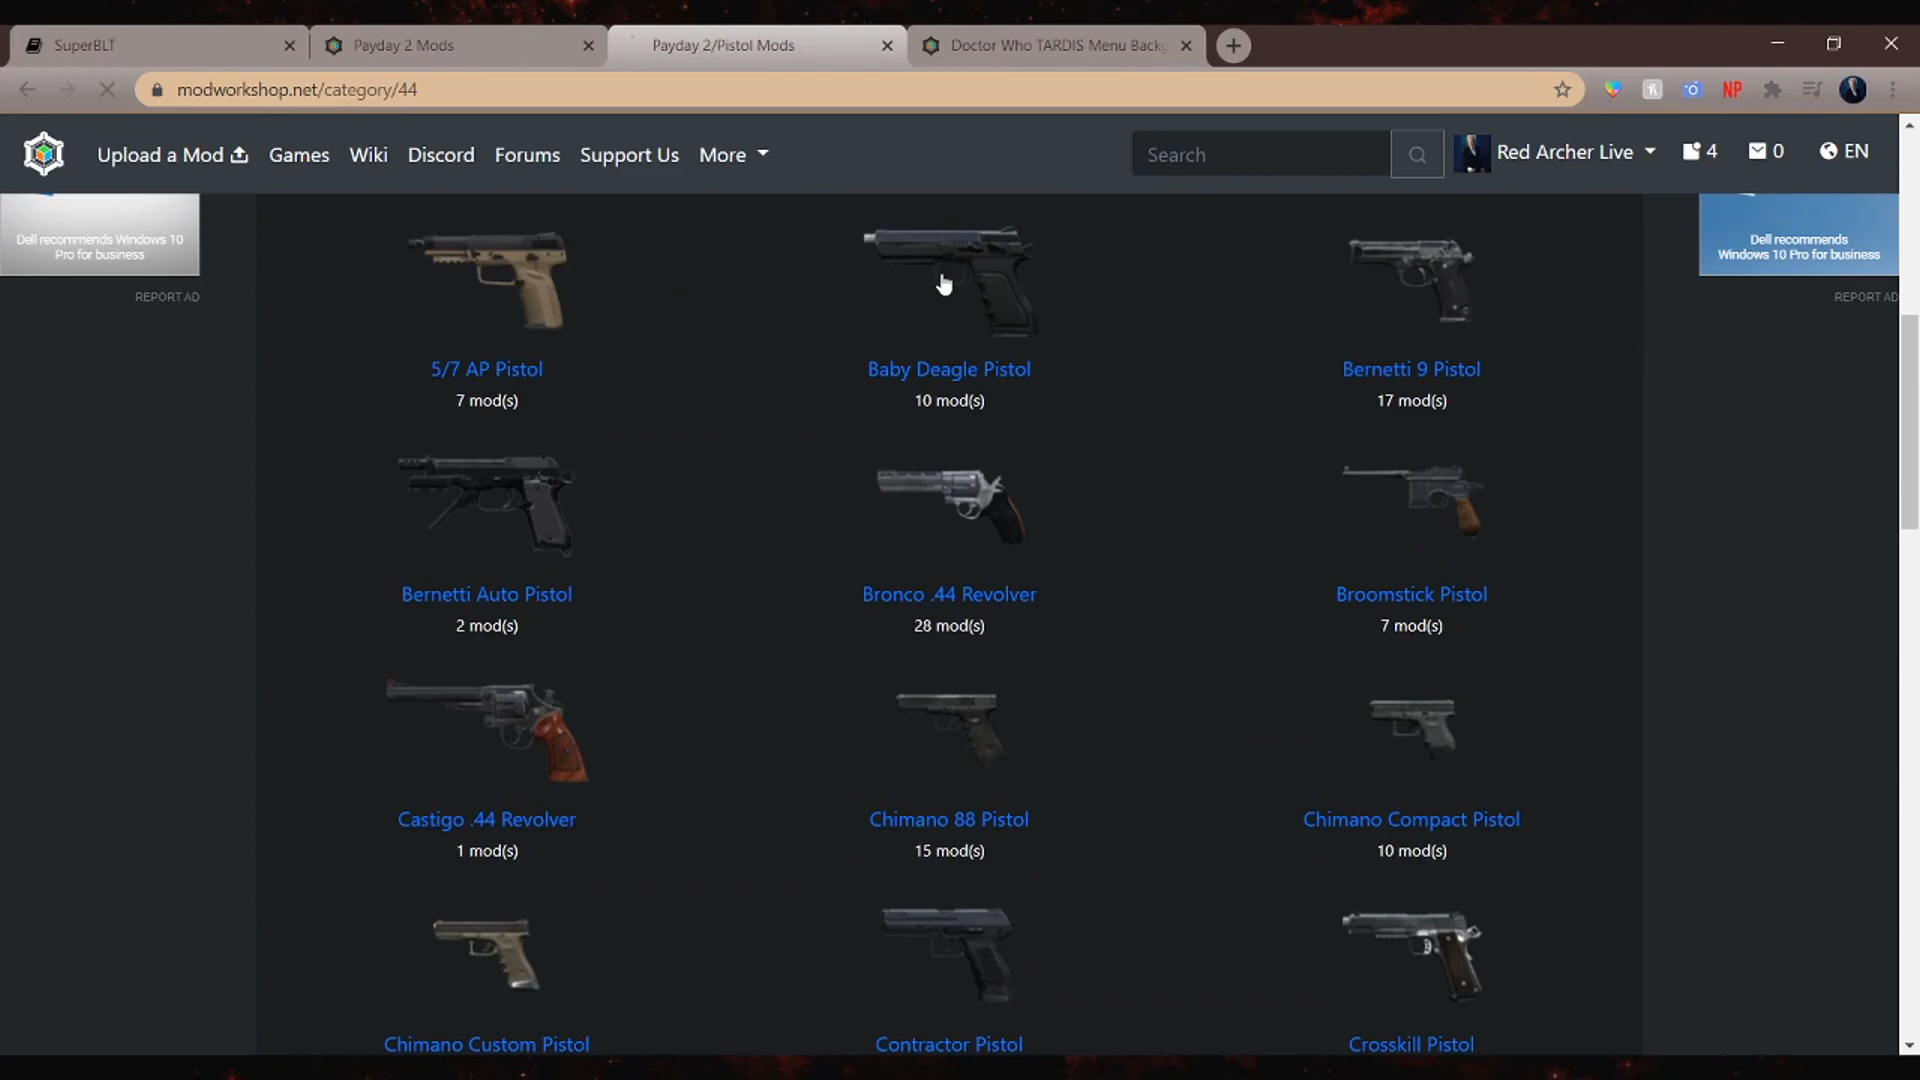 SuperBLT
Payday 2 Mods
Payday 2/Pistol Mods
Doctor Who TARDIS Menu Backg
modworkshop.net/category/44
NP
Upload a Mod
Games
Wiki
Discord
Forums
Support Us
More
Search
Red Archer Live
4
0
EN
Dell recommends Windows 10
Pro for business
REPORT AD
Dell recommends
Windows 10 Pro for business
REPORT AD
5/7 AP Pistol
7 mod(s)
Baby Deagle Pistol
10 mod(s)
Bernetti 9 Pistol
17 mod(s)
Bernetti Auto Pistol
2 mod(s)
Bronco .44 Revolver
28 mod(s)
Broomstick Pistol
7 mod(s)
Castigo .44 Revolver
1 mod(s)
Chimano 88 Pistol
15 mod(s)
Chimano Compact Pistol
10 mod(s)
Chimano Custom Pistol
Contractor Pistol
Crosskill Pistol